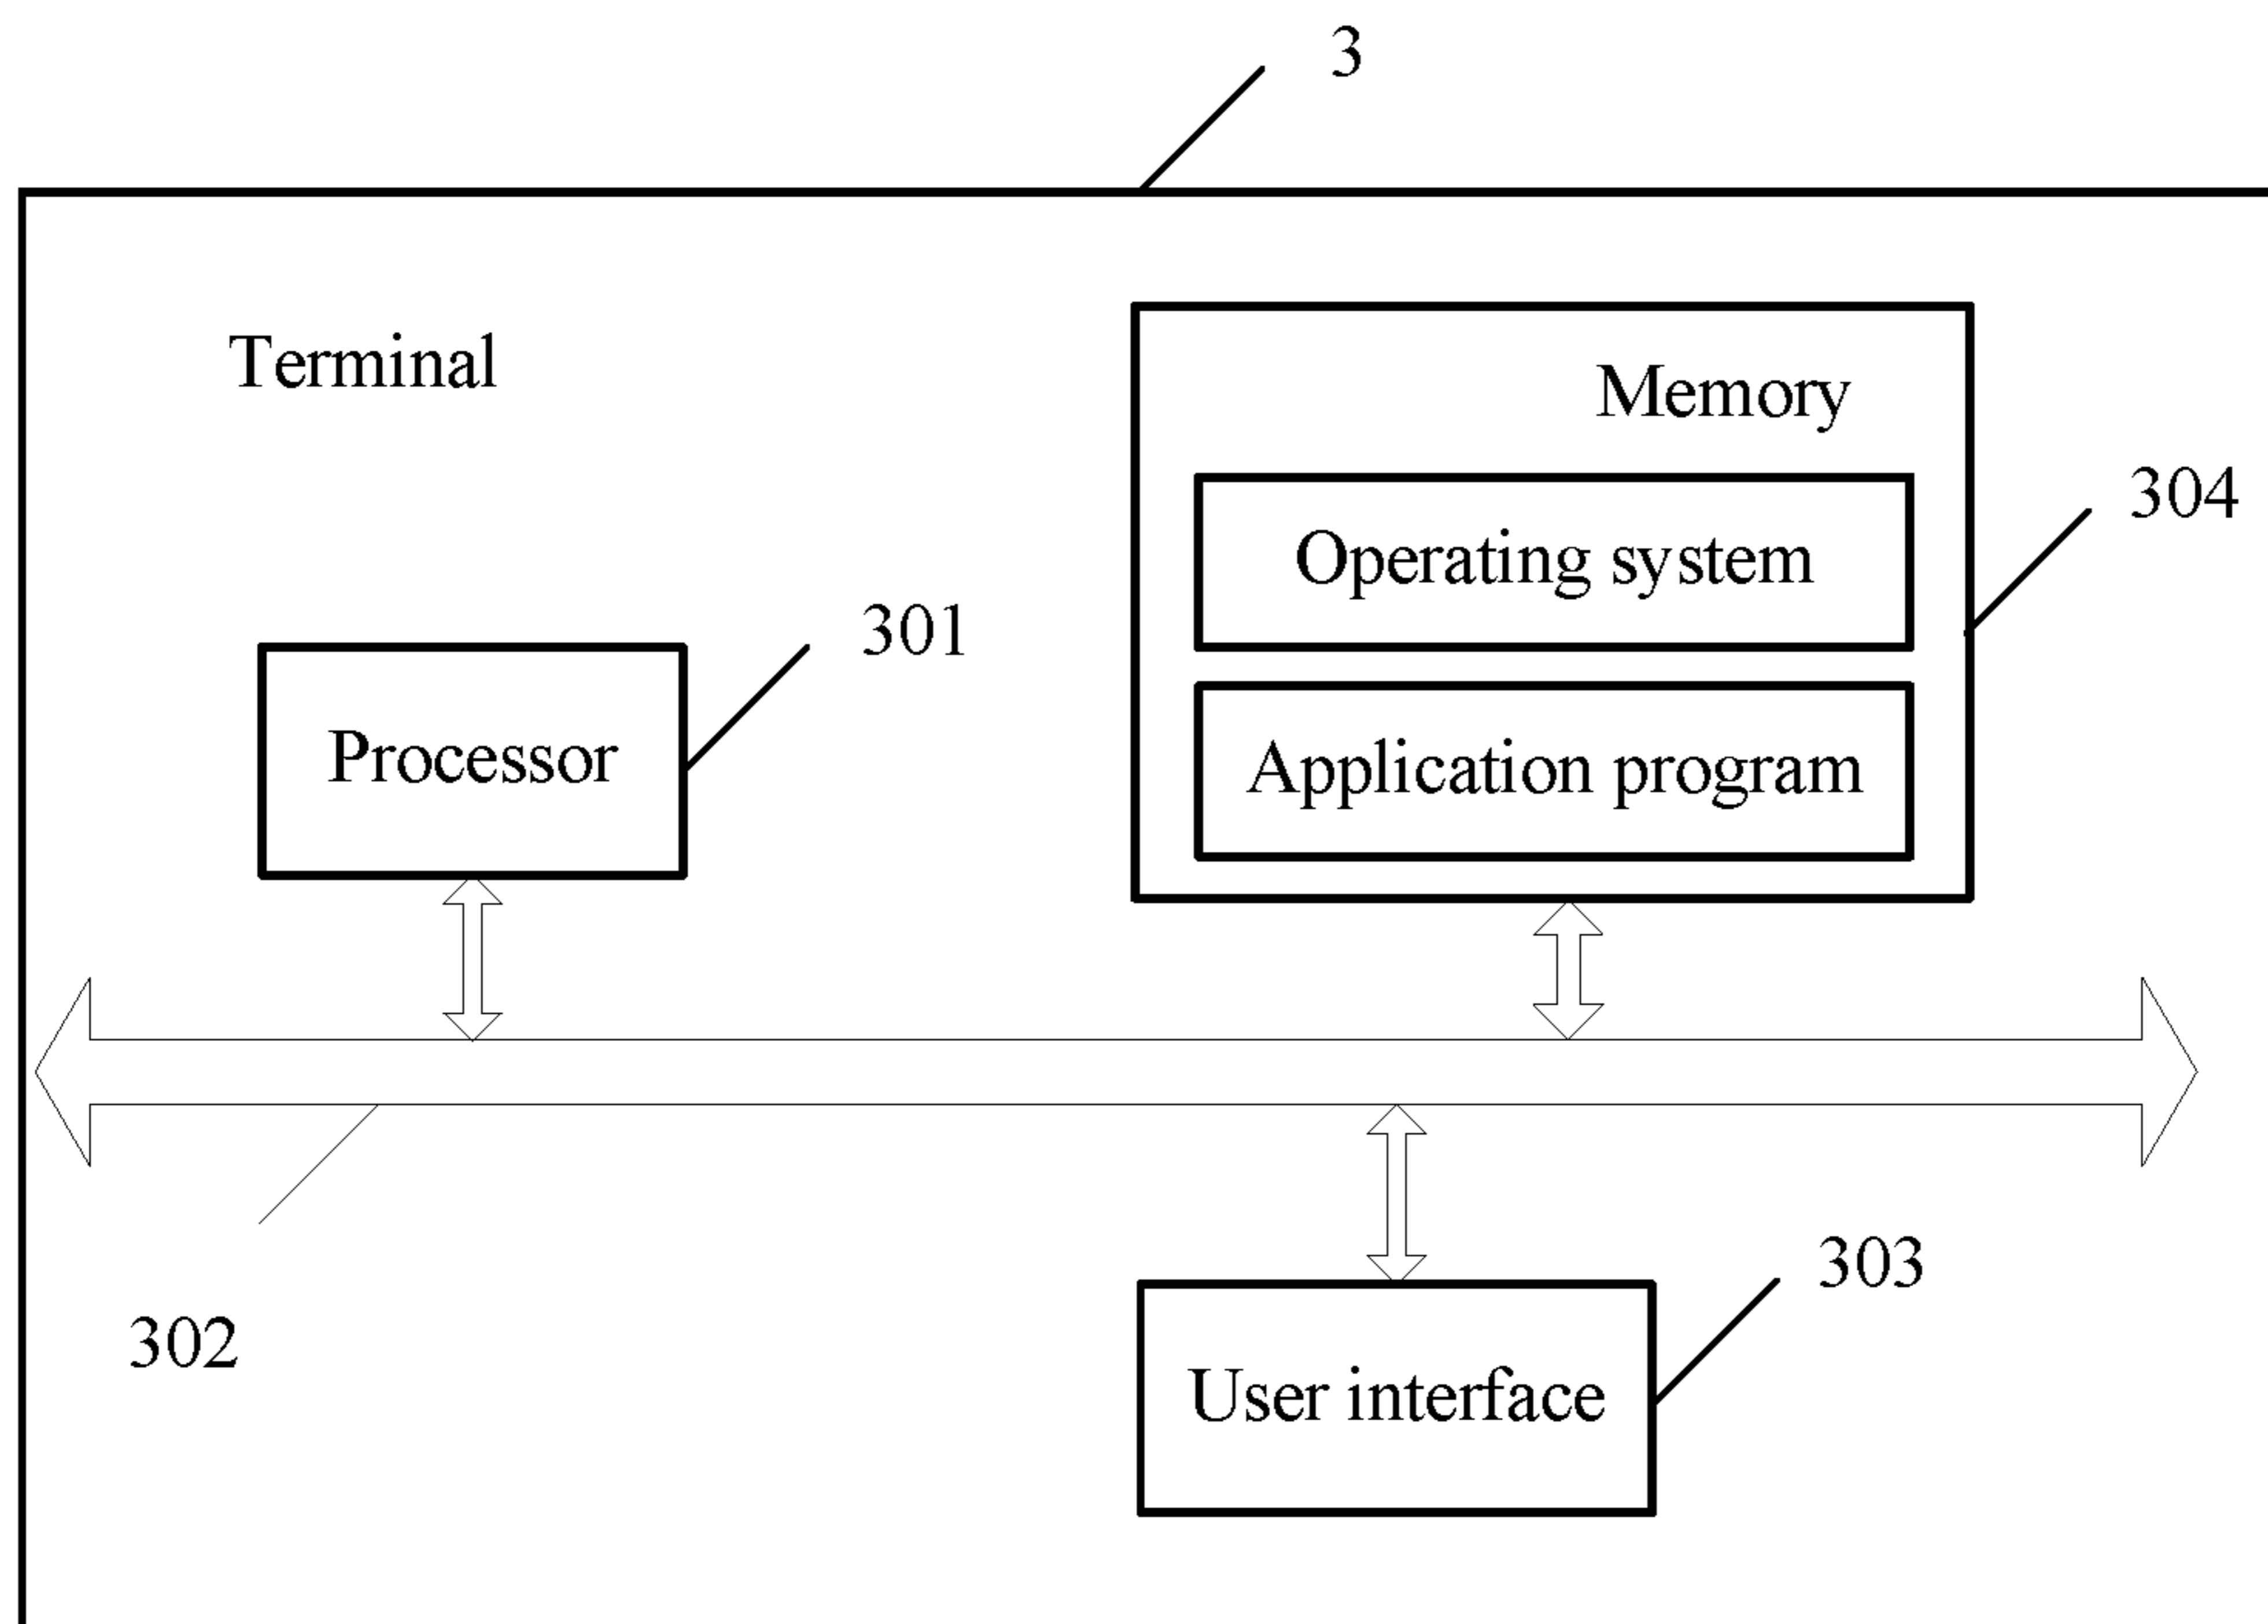 3
Terminal
Memory
304
Operating system
301
Processor
Application program
302
303
User interface